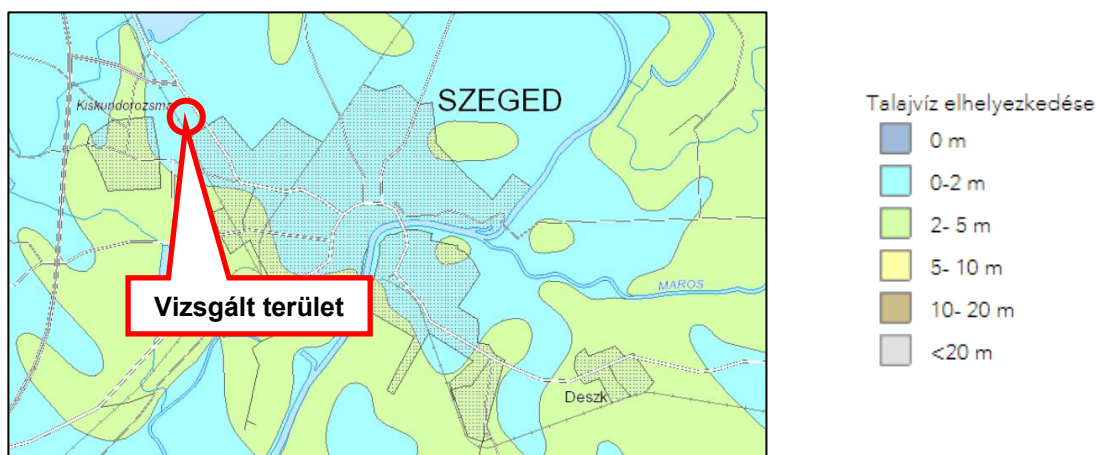 SZEGED
Kiskundorozsma
Vizsgált terület
MAROS
Deszk
Talajvíz elhelyezkedése
0 m
0-2 m
2- 5 m
5- 10 m
10- 20 m
<20 m